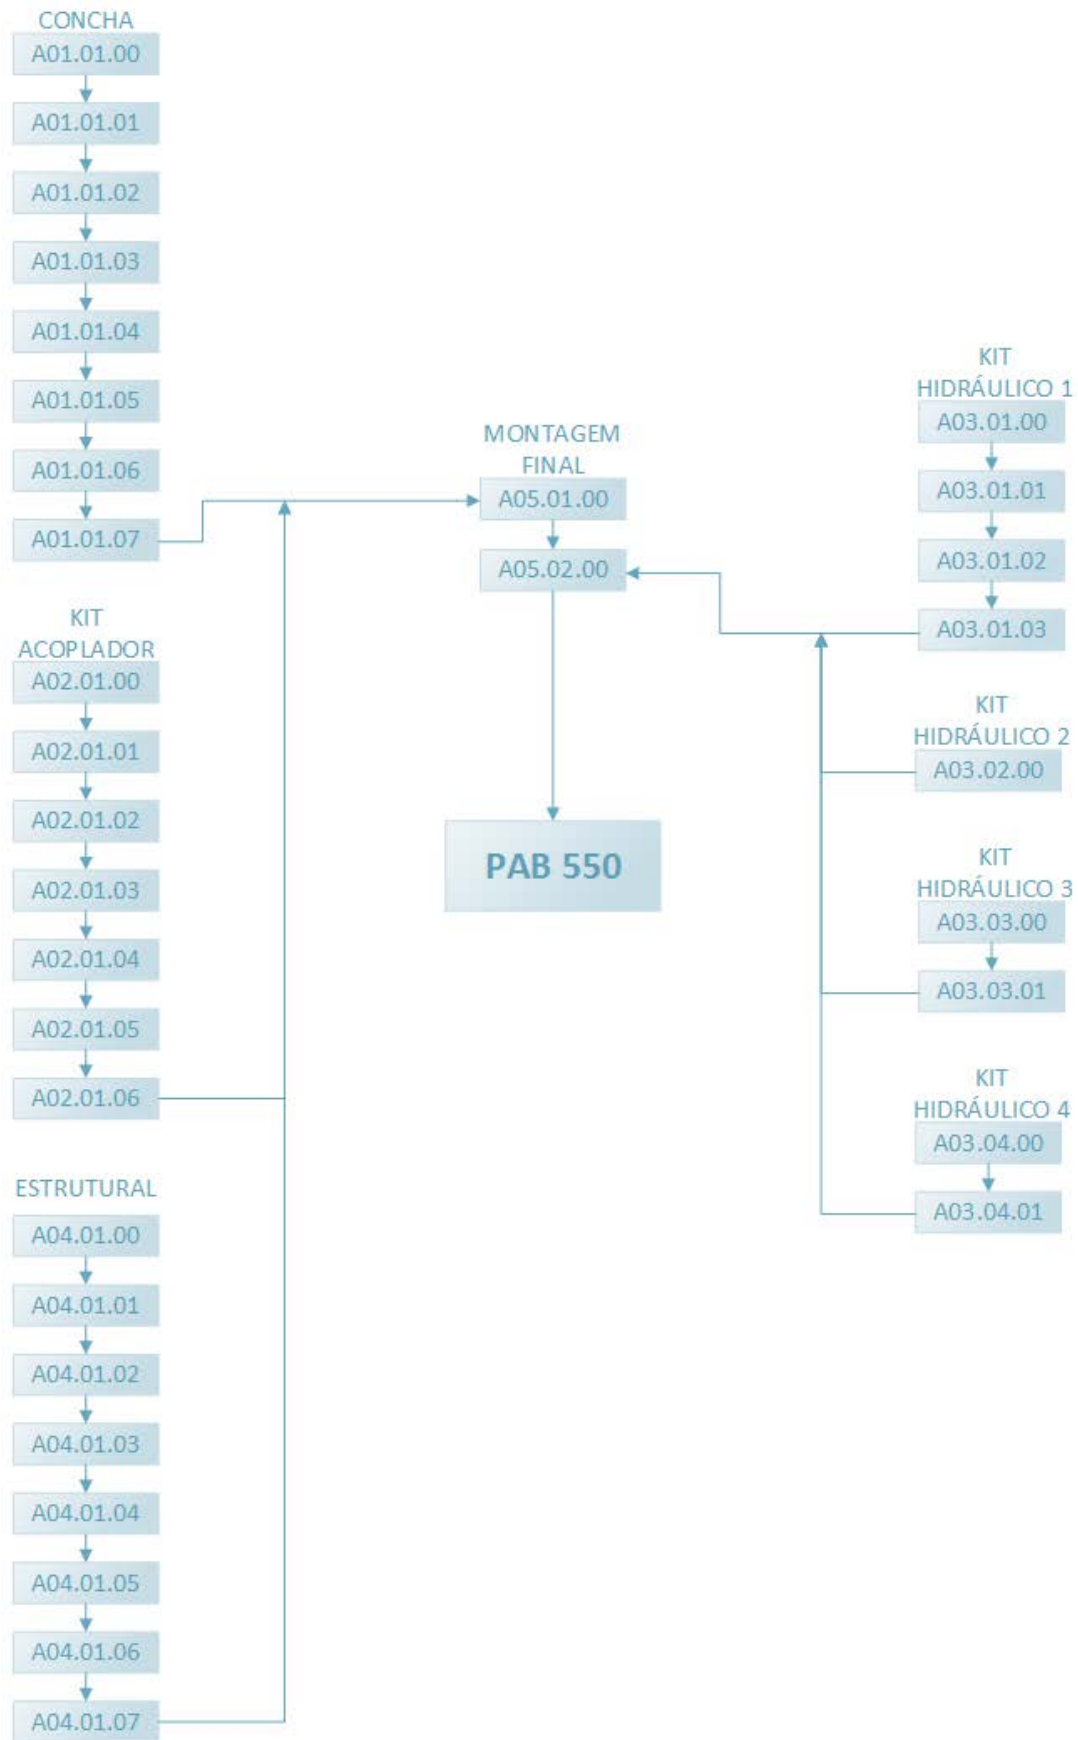 CONCHA
A01.01.00
A01.01.01
A01.01.02
A01.01.03
A01.01.04
A01.01.05
A01.01.06
A01.01.07
KIT
ACOPLADOR
A02.01.00
A02.01.01
A02.01.02
A02.01.03
A02.01.04
A02.01.05
A02.01.06
ESTRUTURAL
A04.01.00
A04.01.01
A04.01.02
A04.01.03
A04.01.04
A04.01.05
A04.01.06
A04.01.07
MONTAGEM
FINAL
A05.01.00
A05.02.00
PAB 550
KIT
HIDRÁULICO 1
A03.01.00
A03.01.01
A03.01.02
A03.01.03
KIT
HIDRÁULICO 2
A03.02.00
KIT
HIDRÁULICO 3
A03.03.00
A03.03.01
KIT
HIDRÁULICO 4
A03.04.00
A03.04.01